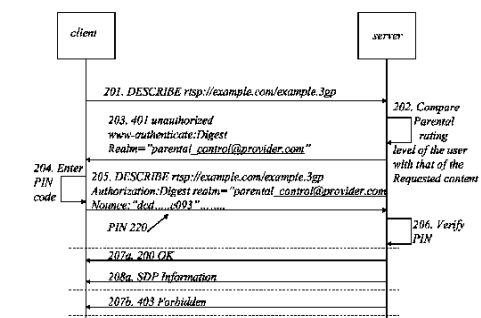 client
server
201. DESCRIBE rtsp://example.com/example.3gp
202. Compare
Parental
rating
level of the user
with that of the
Requested content
203. 401 unauthorized
www-authenticate:Digest
Realm="parental_control@provider.com"
204. Enter
PIN
code
205. DESCRIBE rtsp://example.com/example.3gp
Authorization:Digest realm="parental_control@provider.com
Nounce:"dcd.....c093"........
PIN 220
206. Verify
PIN
207a. 200 OK
208a. SDP Information
207b. 403 Forbidden